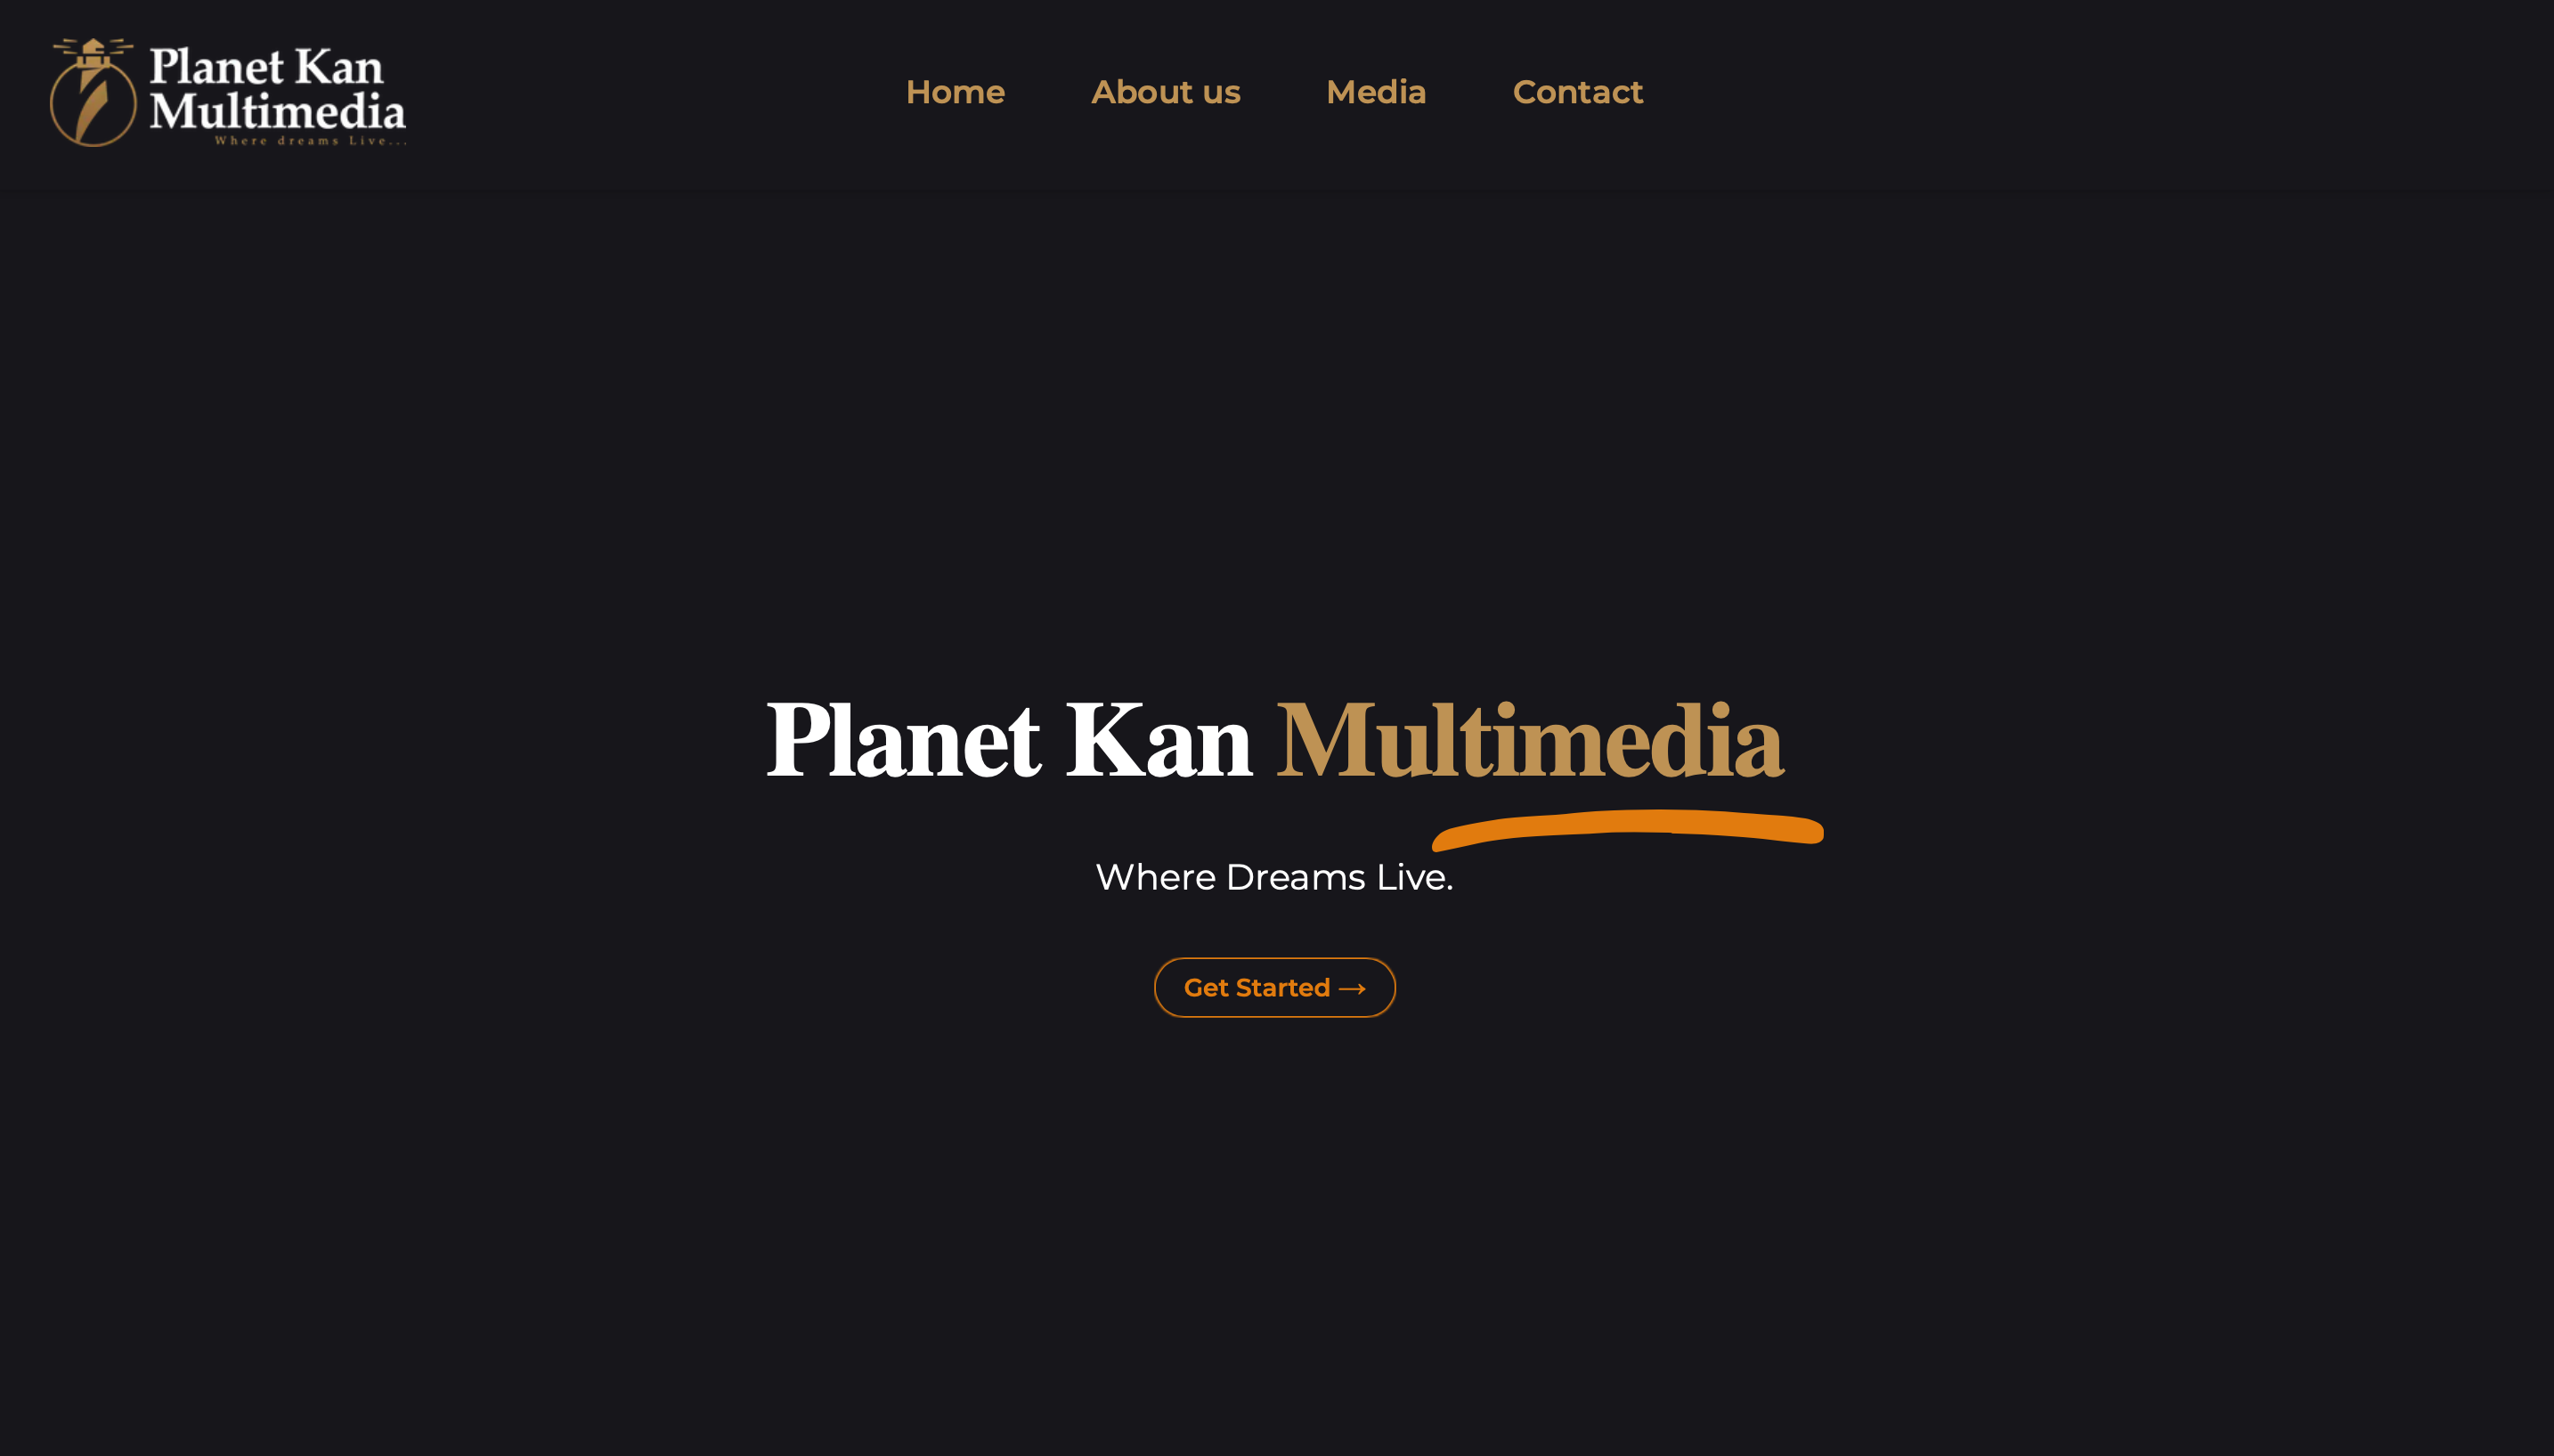 Planet Kan
Multimedia
Where dreams Live...
Home About us Media Contact
Planet Kan Multimedia
Where Dreams Live.
Get Started →